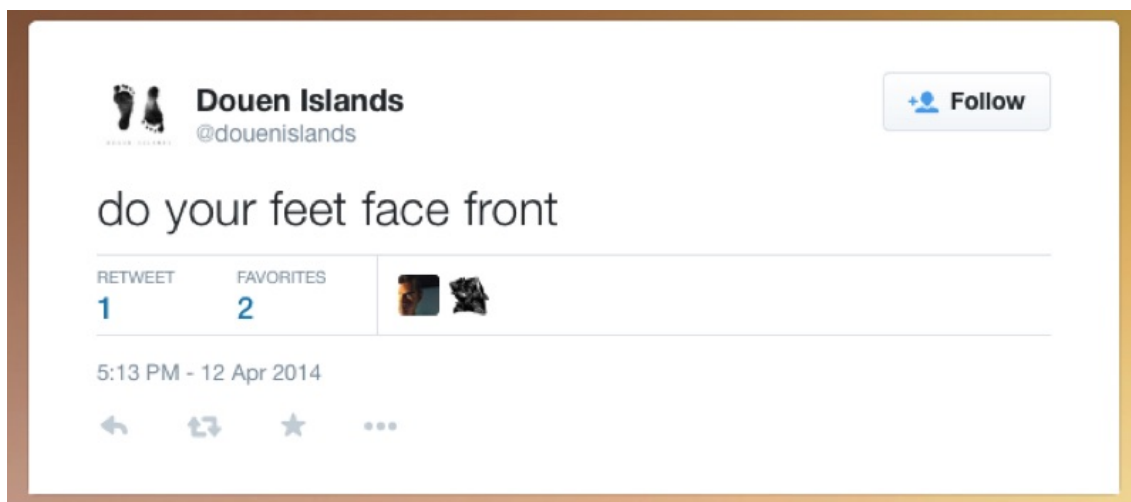 Douen Islands
@douenislands
Follow
do your feet face front
RETWEET
1
FAVORITES
2
5:13 PM - 12 Apr 2014